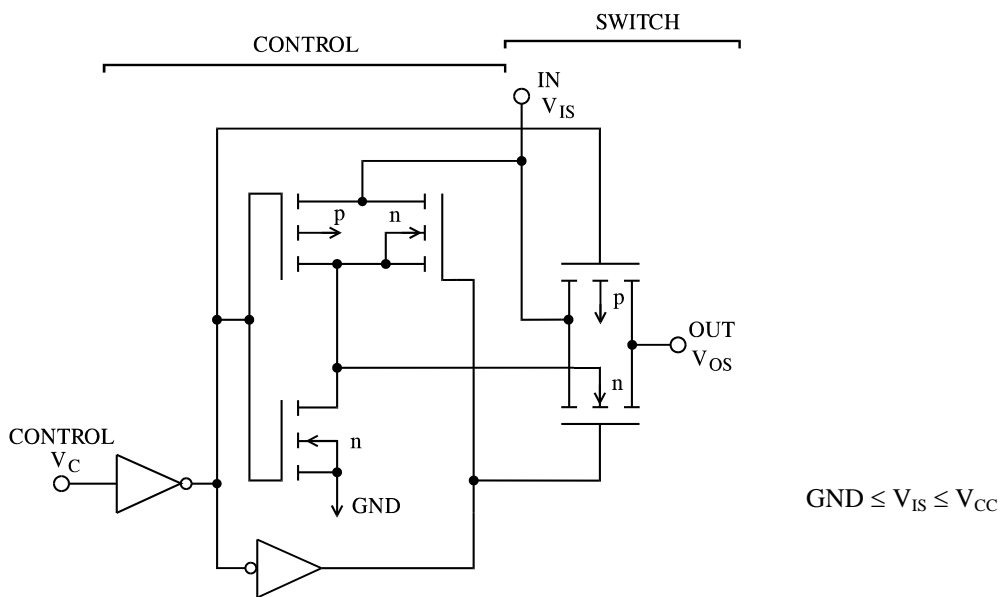 SWITCH
CONTROL
IN
V_IS
p
n
p
OUT
V_OS
n
CONTROL
V_C
n
GND
GND ≤ V_IS ≤ V_CC